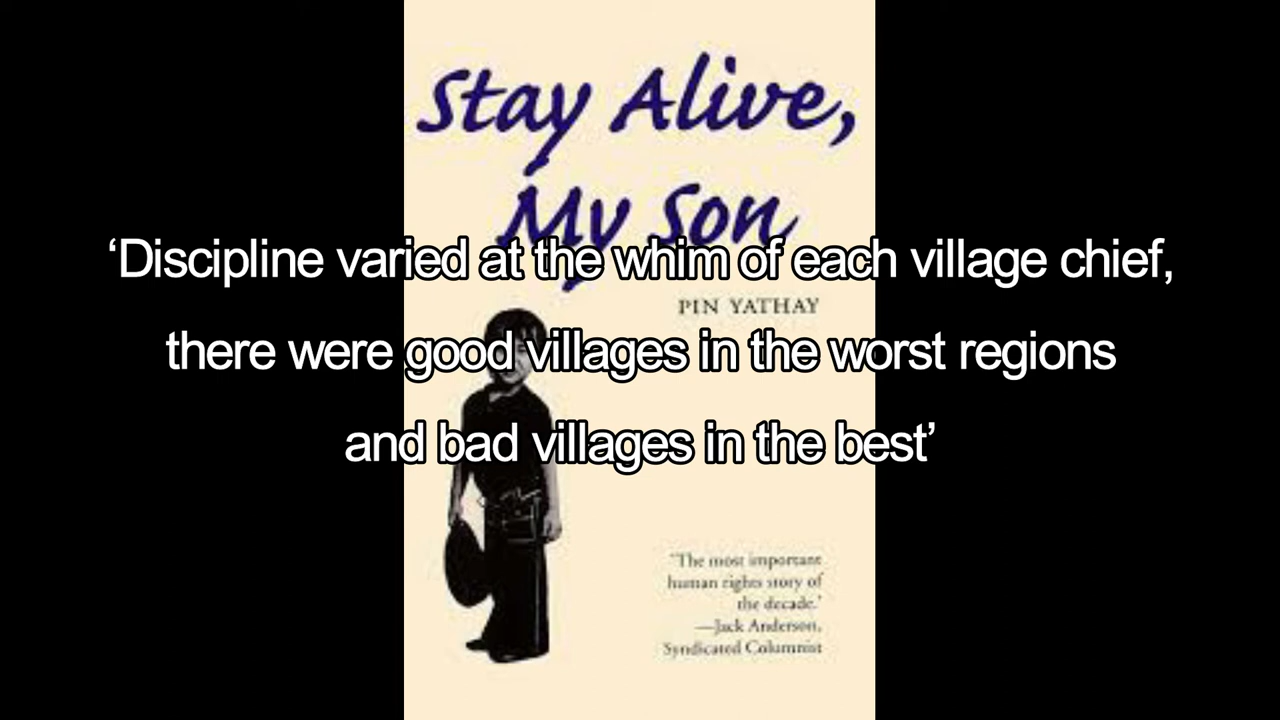 Stay Alive,
My Son
‘Discipline varied at the whim of each village chief,
PIN YATHAY
there were good villages in the worst regions
and bad villages in the best’
‘The most important
human rights story of
the decade.’
—Jack Anderson,
Syndicated Columnist